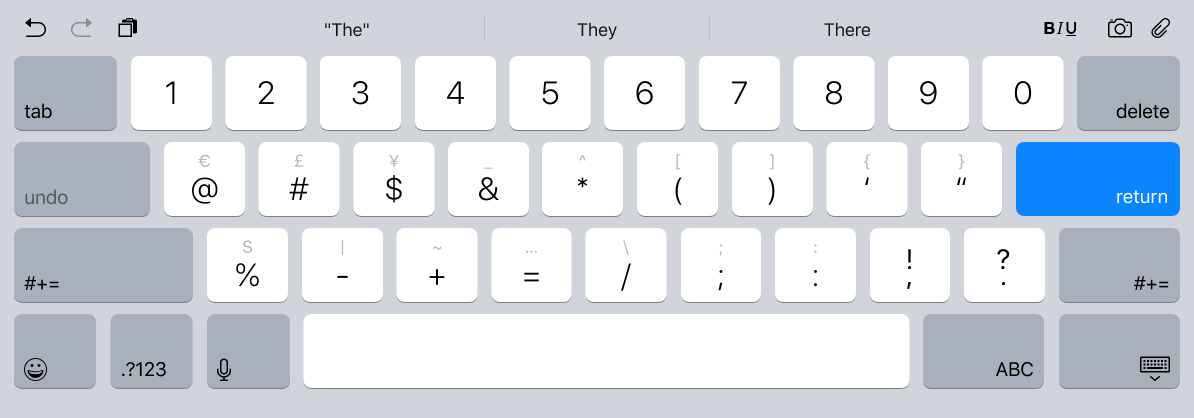 "The" They There BIU
tab 1 2 3 4 5 6 7 8 9 0 delete
€ £ ¥ _ ^ [ ] { }
undo @ # $ & * ( ) ‘ “ return
S | ~ … \ ; :
#+= % - + = / ; : ! , ? . #+=
.?123 ABC